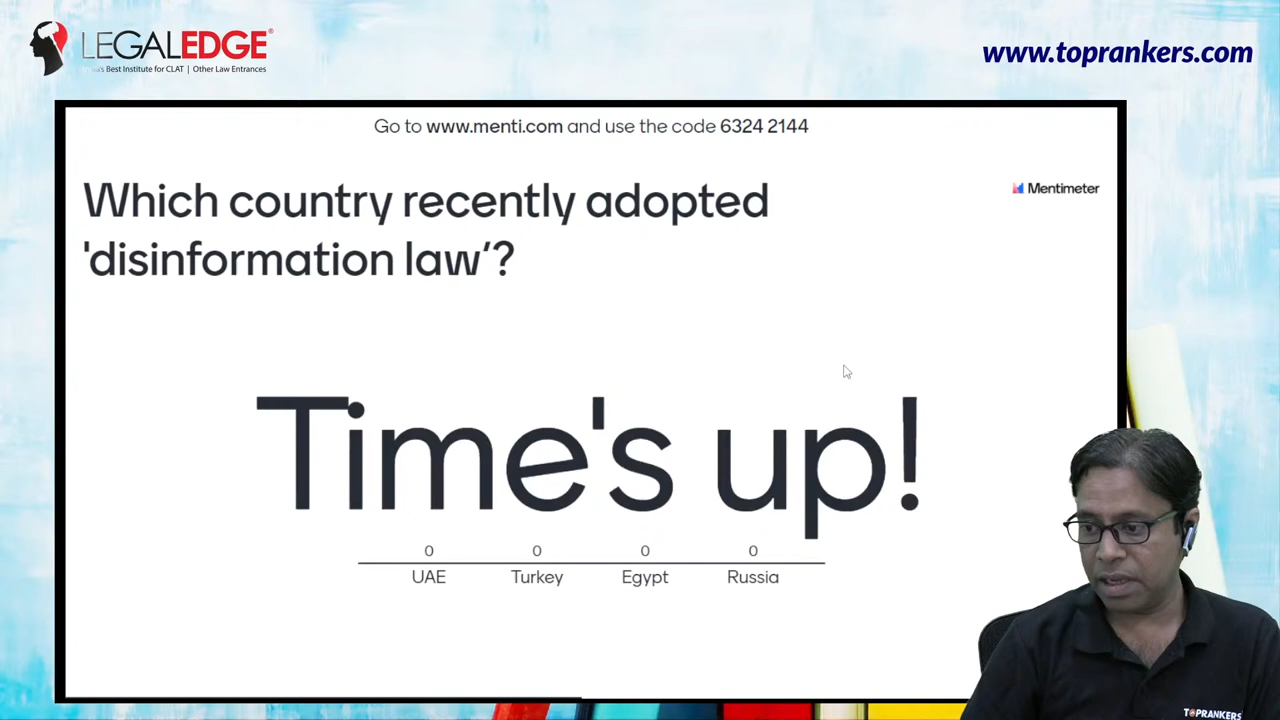 LEGALEDGE
India's Best Institute for CLAT | Other Law Entrances
www.toprankers.com
Go to www.menti.com and use the code 6324 2144
Mentimeter
Which country recently adopted
'disinformation law'?
Time's up!
0 0 0 0
UAE Turkey Egypt Russia
TOPRANKERS